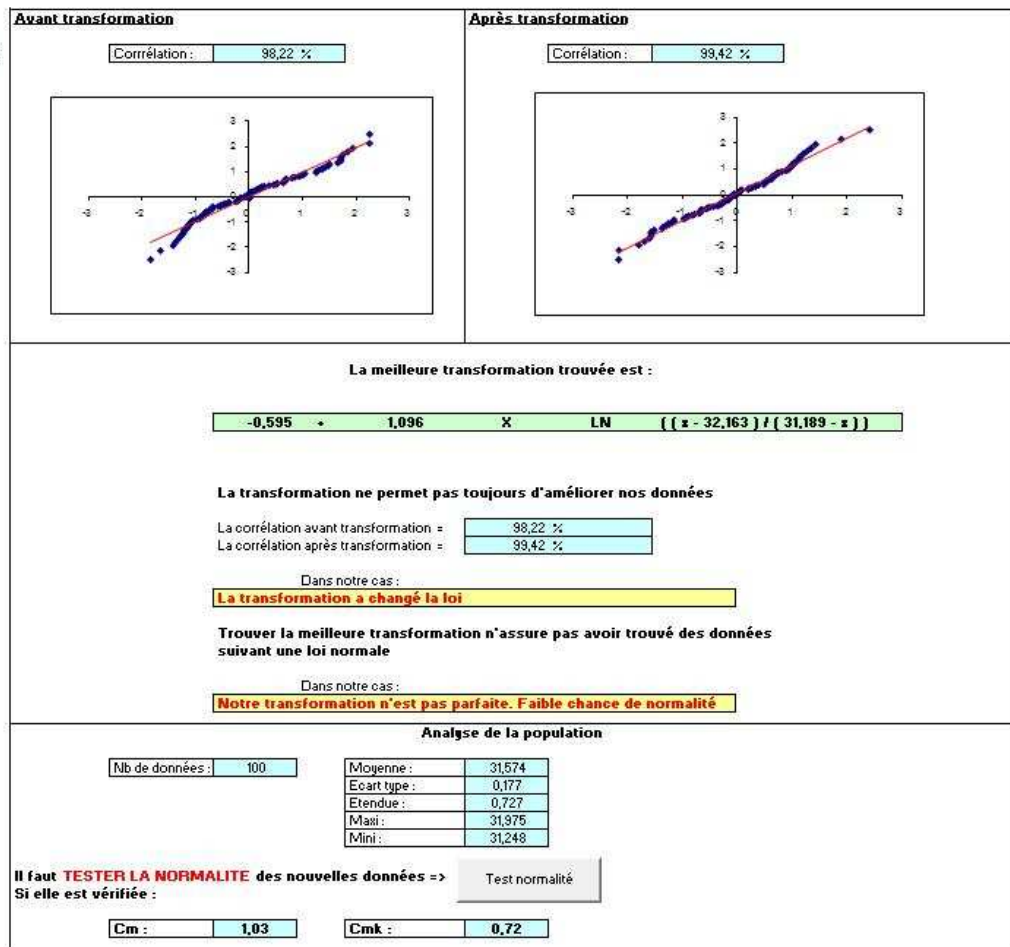 Avant transformation
Corrrélation : 98,22 %
3
2
1
0
-3 -2 -1 0 1 2 3
-1
-2
-3
Après transformation
Corrélation : 99,42 %
3
2
1
0
-3 -2 -1 0 1 2 3
-1
-2
-3
La meilleure transformation trouvée est :
-0,595 + 1,096 X LN ( ( x - 32,163 ) / ( 31,189 - x ) )
La transformation ne permet pas toujours d'améliorer nos données
La corrélation avant transformation = 98,22 %
La corrélation après transformation = 99,42 %
Dans notre cas :
La transformation a changé la loi
Trouver la meilleure transformation n'assure pas avoir trouvé des données
suivant une loi normale
Dans notre cas :
Notre transformation n'est pas parfaite. Faible chance de normalité
Analyse de la population
Nb de données : 100
Moyenne : 31,574
Ecart type : 0,177
Etendue : 0,727
Maxi : 31,975
Mini : 31,248
Il faut TESTER LA NORMALITE des nouvelles données =>
Test normalité
Si elle est vérifiée :
Cm : 1,03
Cmk : 0,72